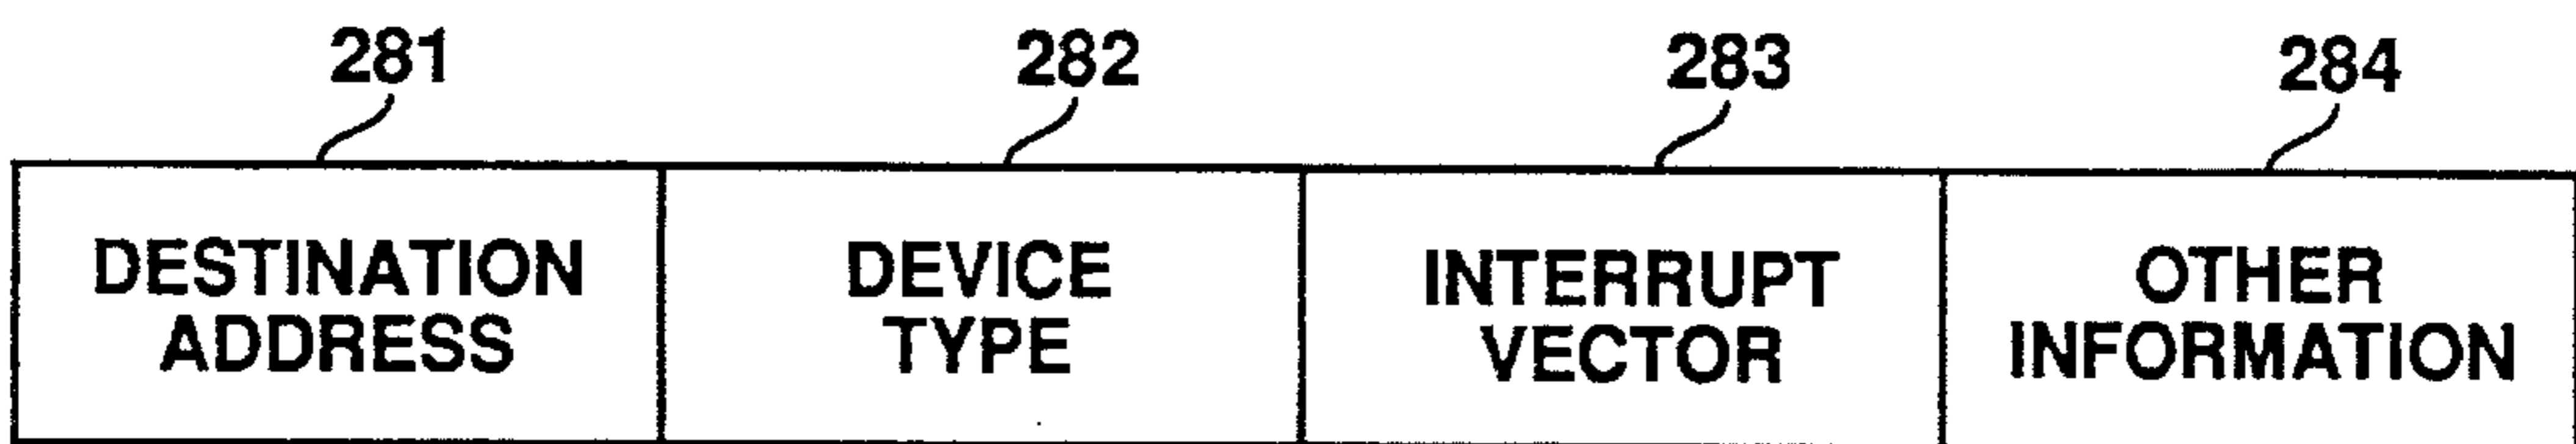 281 282 283 284
DESTINATION ADDRESS
DEVICE TYPE
INTERRUPT VECTOR
OTHER INFORMATION